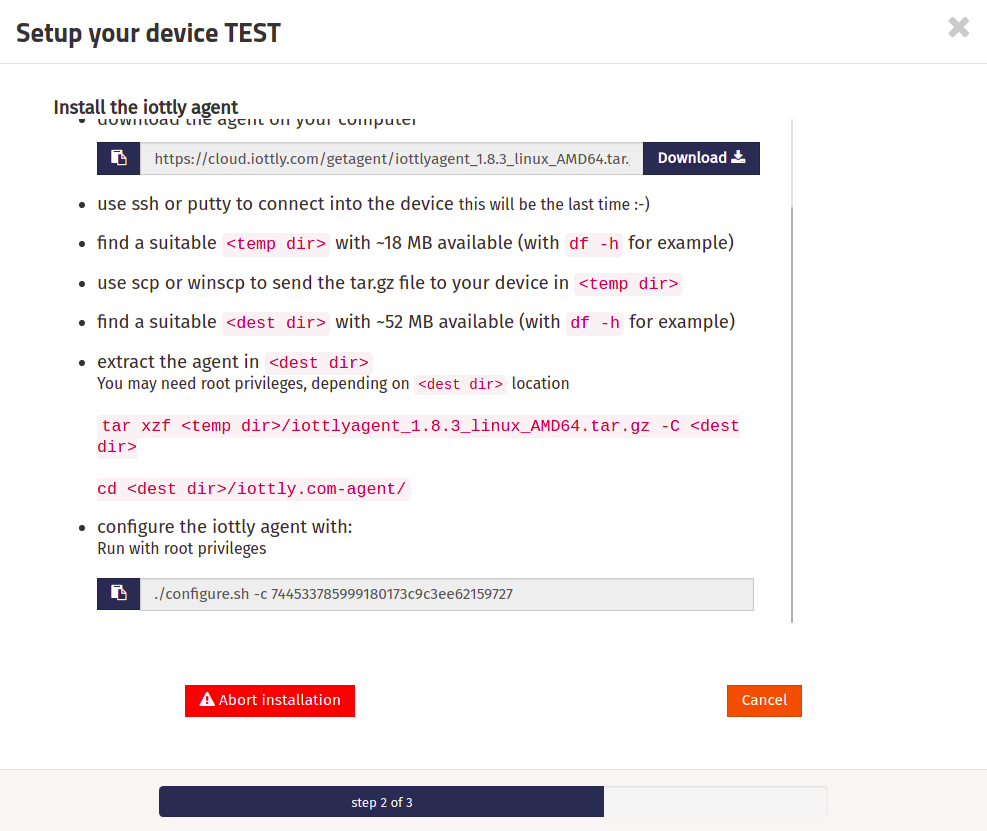 Setup your device TEST
Install the iottly agent
download the agent on your computer
https://cloud.iottly.com/getagent/iottlyagent_1.8.3_linux_AMD64.tar.
Download
use ssh or putty to connect into the device this will be the last time :-)
find a suitable <temp dir> with ~18 MB available (with df -h for example)
use scp or winscp to send the tar.gz file to your device in <temp dir>
find a suitable <dest dir> with ~52 MB available (with df -h for example)
extract the agent in <dest dir>
You may need root privileges, depending on <dest dir> location
tar xzf <temp dir>/iottlyagent_1.8.3_linux_AMD64.tar.gz -C <dest
dir>
cd <dest dir>/iottly.com-agent/
configure the iottly agent with:
Run with root privileges
./configure.sh -c 744533785999180173c9c3ee62159727
Abort installation
Cancel
step 2 of 3